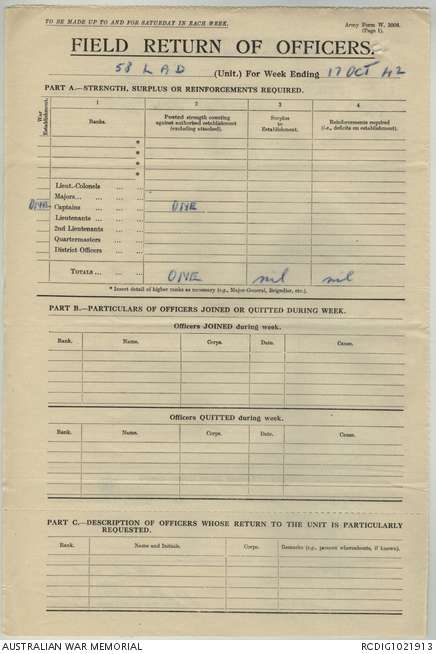 TO BE MADE UP TO AND FOR SATURDAY IN EACH WEEK.
Army Form W. 3008.
(Page 1).
FIELD RETURN OF OFFICERS.
58 LAD (Unit.) For Week Ending 17 OCT 42
PART A.—STRENGTH, SURPLUS OR REINFORCEMENTS REQUIRED.
War Establishment.
1 2 3 4
Ranks. Posted strength counting against authorised establishment (excluding attached). Surplus to Establishment. Reinforcements required (i.e., deficits on establishment).
*
*
*
*
Lieut.-Colonels ... ...
Majors... ... ...
ONE Captains ... ... ONE
Lieutenants ... ...
2nd Lieutenants ...
Quartermasters ...
District Officers ...
TOTALS ... ... ONE nil nil
* Insert detail of higher ranks as necessary (e.g., Major-General, Brigadier, etc.).
PART B.—PARTICULARS OF OFFICERS JOINED OR QUITTED DURING WEEK.
Officers JOINED during week.
Rank. Name. Corps. Date. Cause.
Officers QUITTED during week.
Rank. Name. Corps. Date. Cause.
PART C.—DESCRIPTION OF OFFICERS WHOSE RETURN TO THE UNIT IS PARTICULARLY
REQUESTED.
Rank. Name and Initials. Corps. Remarks (e.g., present whereabouts, if known).
AUSTRALIAN WAR MEMORIAL RCDIG1021913